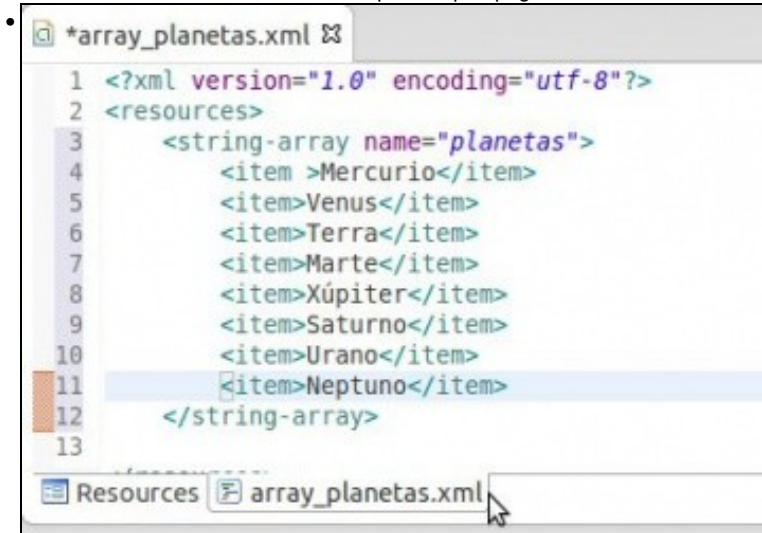 *array_planetas.xml
1 <?xml version="1.0" encoding="utf-8"?>
2 <resources>
3 <string-array name="planetas">
4 <item >Mercurio</item>
5 <item>Venus</item>
6 <item>Terra</item>
7 <item>Marte</item>
8 <item>Xúpiter</item>
9 <item>Saturno</item>
10 <item>Urano</item>
11 <item>Neptuno</item>
12 </string-array>
13
Resources array_planetas.xml